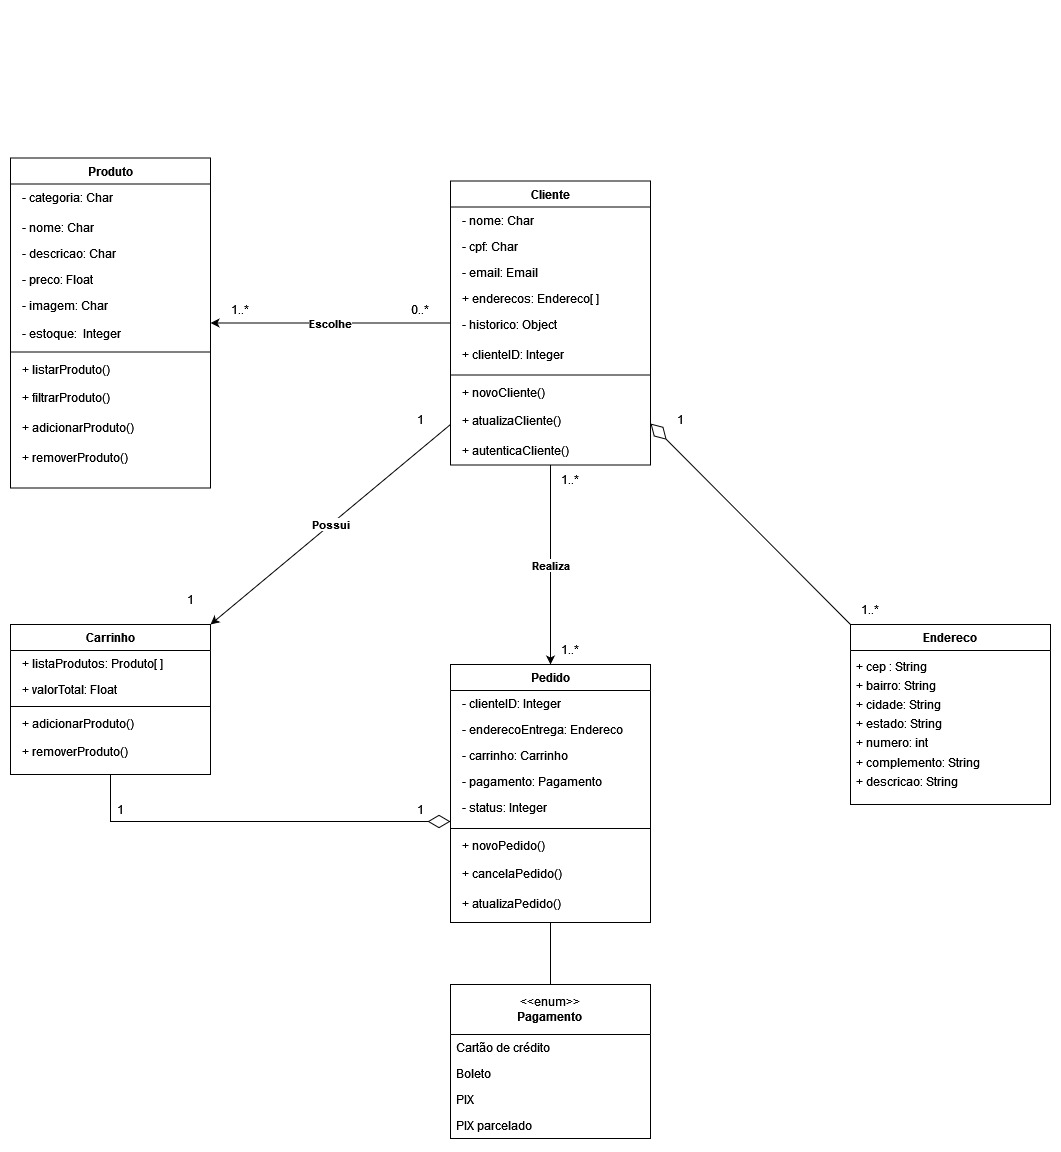 Produto
- categoria: Char
- nome: Char
- descricao: Char
- preco: Float
- imagem: Char
- estoque:  Integer
+ listarProduto()
+ filtrarProduto()
+ adicionarProduto()
+ removerProduto()
1..*
Escolhe
0..*
Cliente
- nome: Char
- cpf: Char
- email: Email
+ enderecos: Endereco[ ]
- historico: Object
+ clienteID: Integer
+ novoCliente()
+ atualizaCliente()
+ autenticaCliente()
1
Possui
1
1..*
Realiza
1..*
1
1..*
Carrinho
+ listaProdutos: Produto[ ]
+ valorTotal: Float
+ adicionarProduto()
+ removerProduto()
1
1
Pedido
- clienteID: Integer
- enderecoEntrega: Endereco
- carrinho: Carrinho
- pagamento: Pagamento
- status: Integer
+ novoPedido()
+ cancelaPedido()
+ atualizaPedido()
Endereco
+ cep : String
+ bairro: String
+ cidade: String
+ estado: String
+ numero: int
+ complemento: String
+ descricao: String
<<enum>>
Pagamento
Cartão de crédito
Boleto
PIX
PIX parcelado